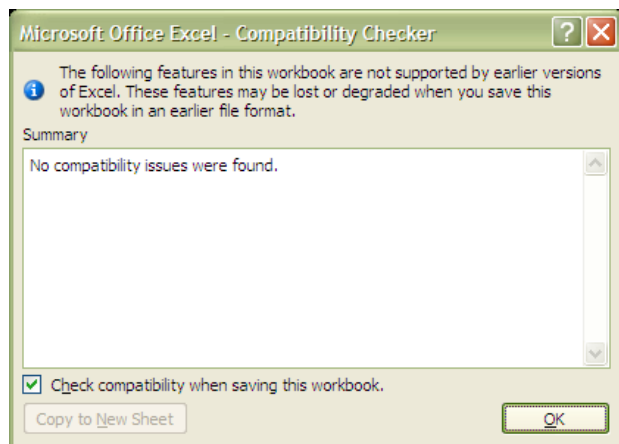 Microsoft Office Excel - Compatibility Checker
The following features in this workbook are not supported by earlier versions
of Excel. These features may be lost or degraded when you save this
workbook in an earlier file format.
Summary
No compatibility issues were found.
Check compatibility when saving this workbook.
Copy to New Sheet OK